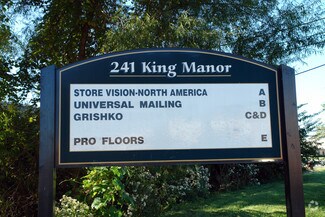 241 King Manor
STORE VISION-NORTH AMERICA A
UNIVERSAL MAILING B
GRISHKO C&D
PRO FLOORS E